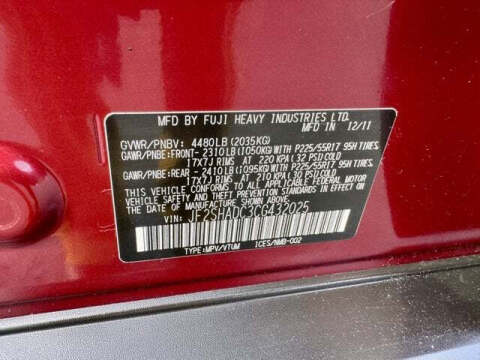 MFD BY FUJI HEAVY INDUSTRIES LTD.
MFD IN 12/11
GVWR/PNBV: 4480LB(2035KG)
GAWR/PNBE:FRONT- 2310LB(1050KG)WITH P225/55R17 95H TIRES
17X7J RIMS AT 220 KPA(32 PSI)COLD
GAWR/PNBE:REAR- 2410LB(1095KG)WITH P225/55R17 95H TIRES
17X7J RIMS AT 210 KPA(30 PSI)COLD
THIS VEHICLE CONFORMS TO ALL APPLICABLE FEDERAL MOTOR
VEHICLE SAFETY AND THEFT PREVENTION STANDARDS IN EFFECT
ON THE DATE OF MANUFACTURE SHOWN ABOVE.
JF2SHADC3CG432025
TYPE:MPV/VTUM ICES/NMB-002